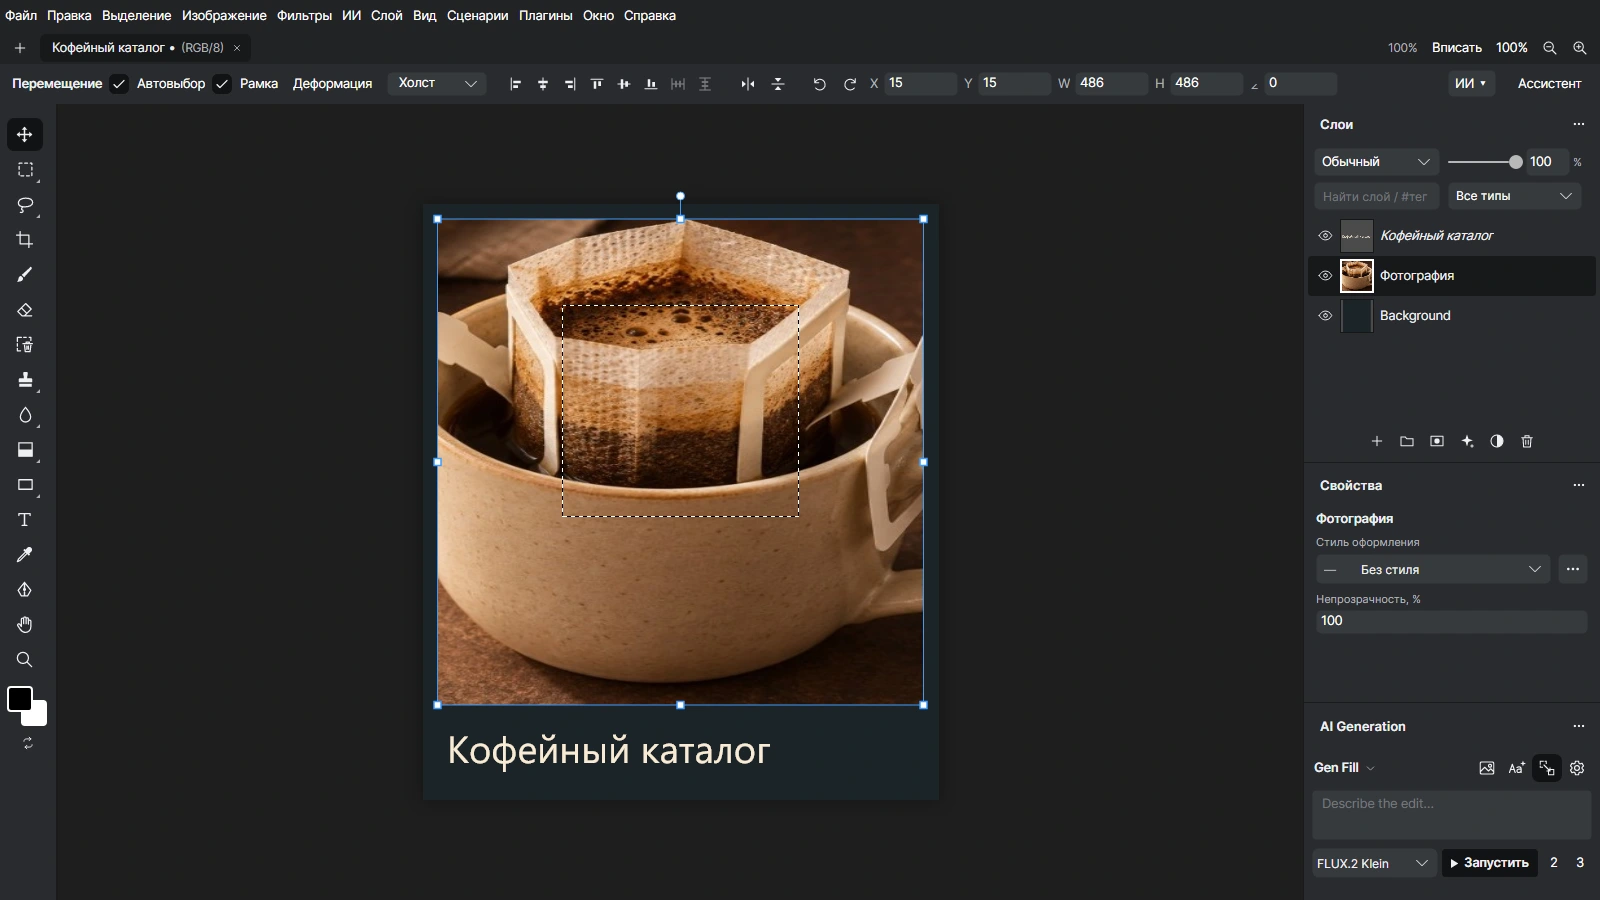 Файл Правка Выделение Изображение Фильтры ИИ Слой Вид Сценарии Плагины Окно Справка
Кофейный каталог • (RGB/8) ×
100% Вписать 100%
Перемещение Автовыбор Рамка Деформация Холст X 15 Y 15 W 486 H 486 0 ИИ Ассистент
Слои
Обычный 100 %
Найти слой / #тег Все типы
Кофейный каталог
Фотография
Background
Свойства
Фотография
Стиль оформления
— Без стиля
Непрозрачность, %
100
Кофейный каталог
AI Generation
Gen Fill Aa
Describe the edit...
FLUX.2 Klein Запустить 2 3